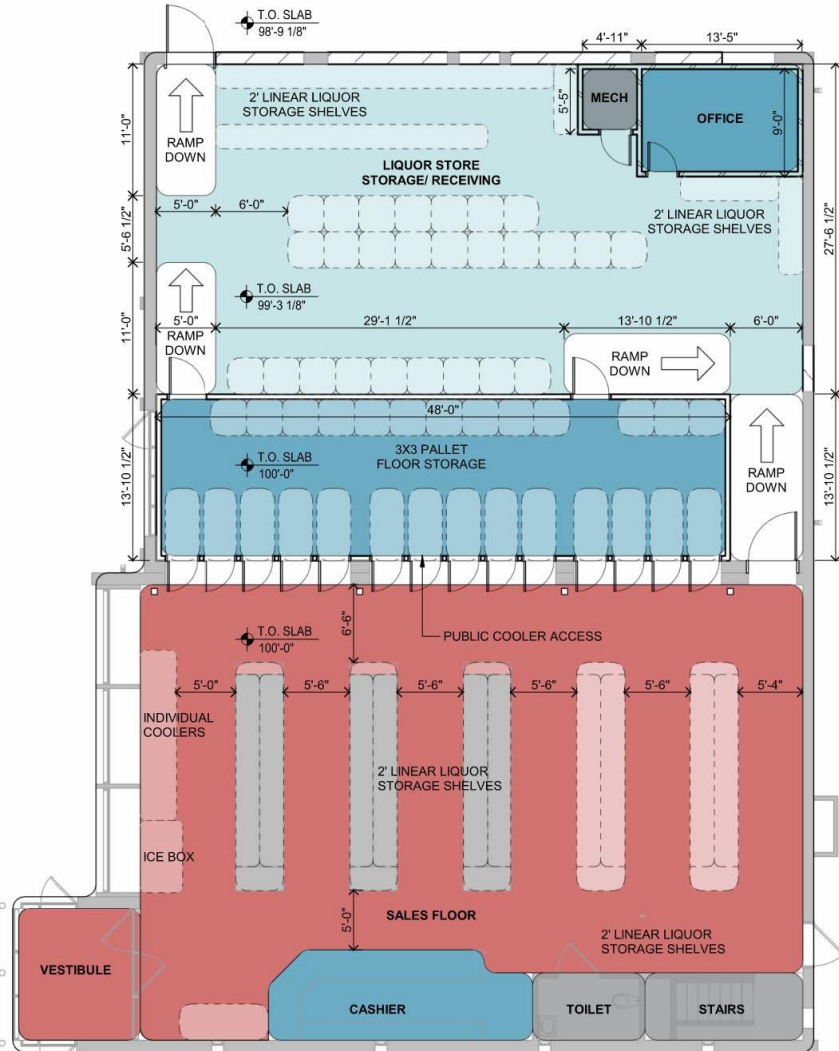 T.O. SLAB
98'-9 1/8"
4'-11"
13'-5"
2' LINEAR LIQUOR
STORAGE SHELVES
5'-5"
MECH
OFFICE
9'-0"
11'-0"
RAMP
DOWN
LIQUOR STORE
STORAGE/ RECEIVING
5'-0"
6'-0"
2' LINEAR LIQUOR
STORAGE SHELVES
5'-6 1/2"
27'-6 1/2"
T.O. SLAB
99'-3 1/8"
11'-0"
5'-0"
29'-1 1/2"
13'-10 1/2"
6'-0"
RAMP
DOWN
RAMP
DOWN
48'-0"
3X3 PALLET
FLOOR STORAGE
T.O. SLAB
100'-0"
13'-10 1/2"
RAMP
DOWN
13'-10 1/2"
T.O. SLAB
100'-0"
6'-6"
PUBLIC COOLER ACCESS
5'-0"
5'-6"
5'-6"
5'-6"
5'-6"
5'-4"
INDIVIDUAL
COOLERS
2' LINEAR LIQUOR
STORAGE SHELVES
ICE BOX
5'-0"
SALES FLOOR
2' LINEAR LIQUOR
STORAGE SHELVES
VESTIBULE
CASHIER
TOILET
STAIRS